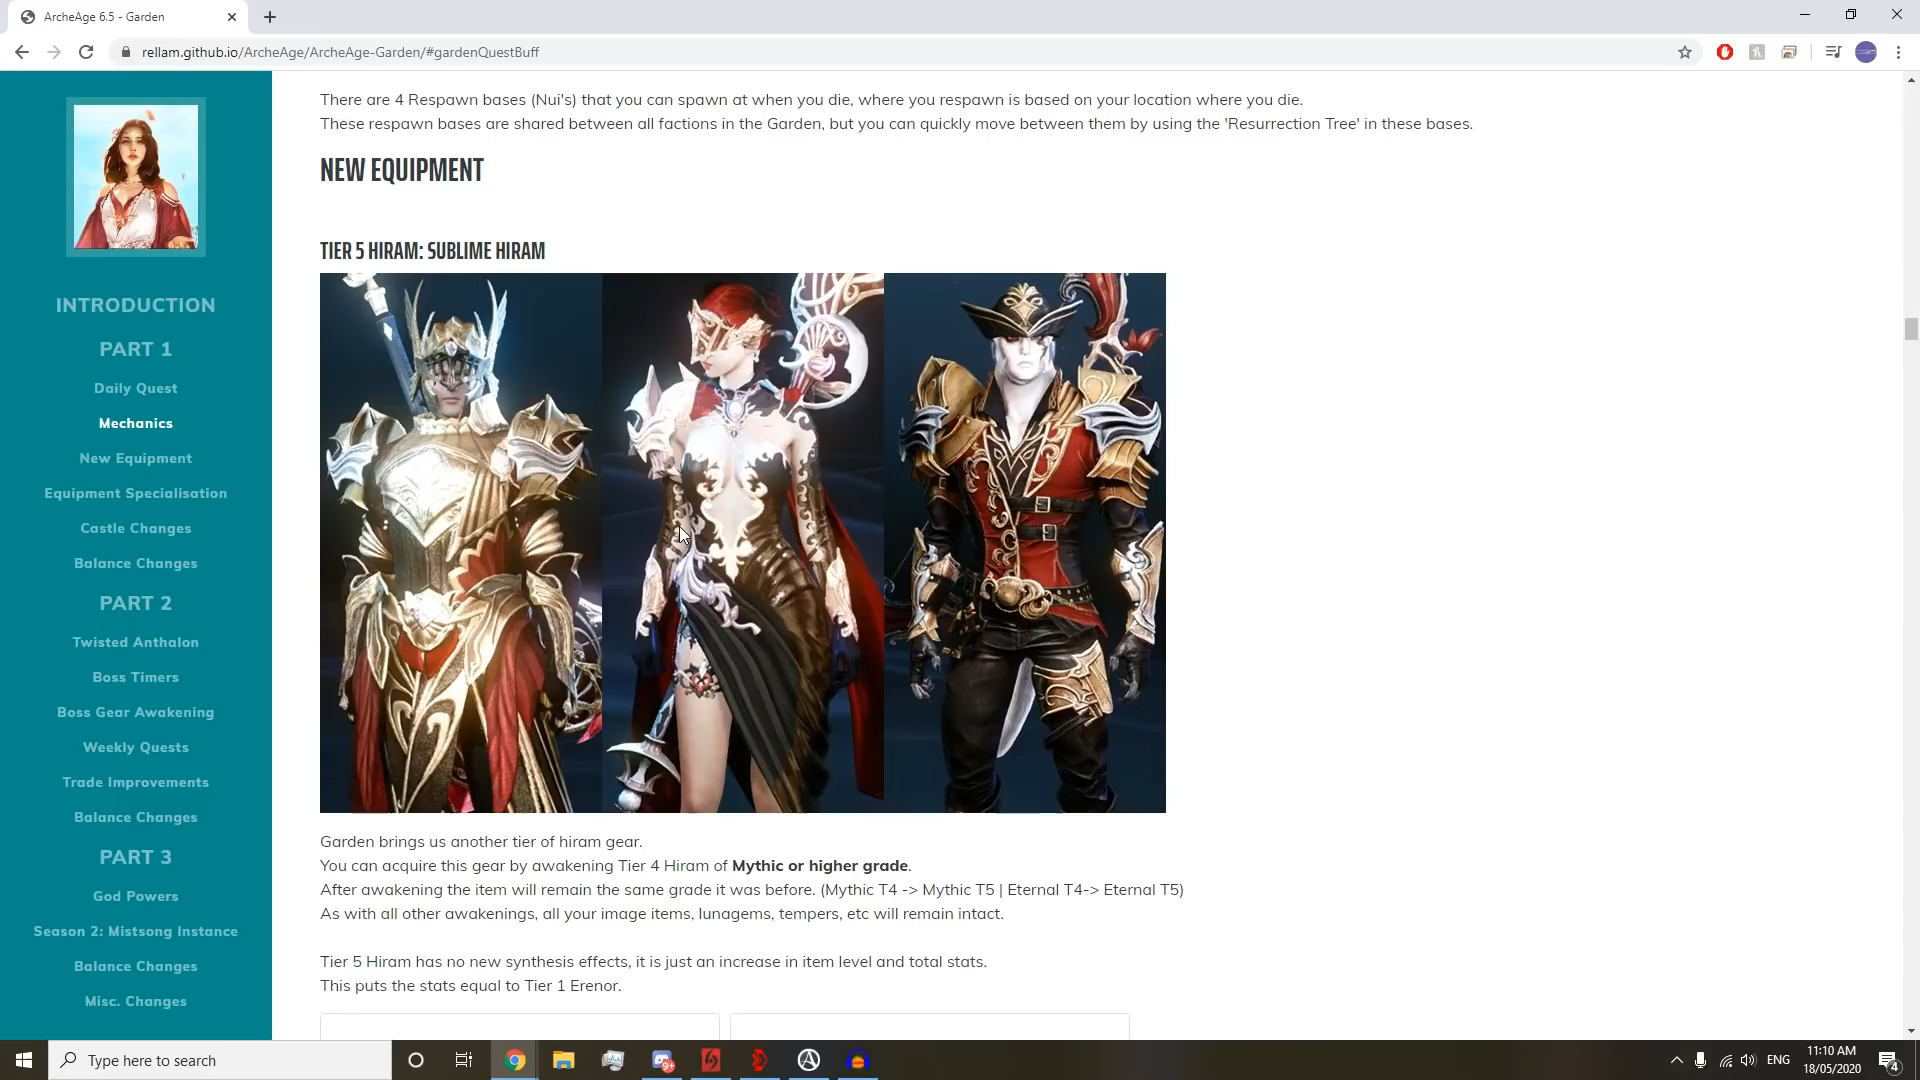 ArcheAge 6.5 - Garden
rellam.github.io/ArcheAge/ArcheAge-Garden/#gardenQuestBuff
INTRODUCTION
PART 1
Daily Quest
Mechanics
New Equipment
Equipment Specialisation
Castle Changes
Balance Changes
PART 2
Twisted Anthalon
Boss Timers
Boss Gear Awakening
Weekly Quests
Trade Improvements
Balance Changes
PART 3
God Powers
Season 2: Mistsong Instance
Balance Changes
Misc. Changes
There are 4 Respawn bases (Nui's) that you can spawn at when you die, where you respawn is based on your location where you die.
These respawn bases are shared between all factions in the Garden, but you can quickly move between them by using the 'Resurrection Tree' in these bases.
NEW EQUIPMENT
TIER 5 HIRAM: SUBLIME HIRAM
Garden brings us another tier of hiram gear.
You can acquire this gear by awakening Tier 4 Hiram of Mythic or higher grade.
After awakening the item will remain the same grade it was before. (Mythic T4 -> Mythic T5 | Eternal T4-> Eternal T5)
As with all other awakenings, all your image items, lunagems, tempers, etc will remain intact.
Tier 5 Hiram has no new synthesis effects, it is just an increase in item level and total stats.
This puts the stats equal to Tier 1 Erenor.
Type here to search
ENG
11:10 AM
18/05/2020
4